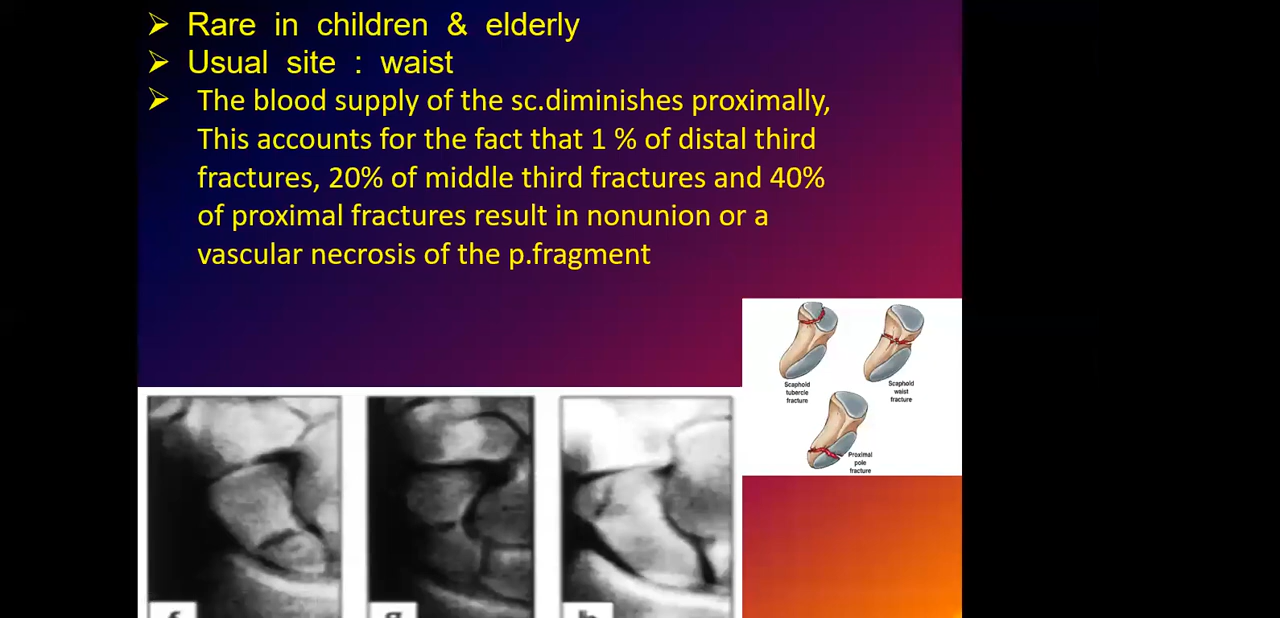 ➢ Rare in children & elderly
➢ Usual site : waist
➢ The blood supply of the sc.diminishes proximally,
This accounts for the fact that 1 % of distal third
fractures, 20% of middle third fractures and 40%
of proximal fractures result in nonunion or a
vascular necrosis of the p.fragment
Scaphoid
tubercle
fracture
Scaphoid
waist
fracture
Proximal
pole
fracture